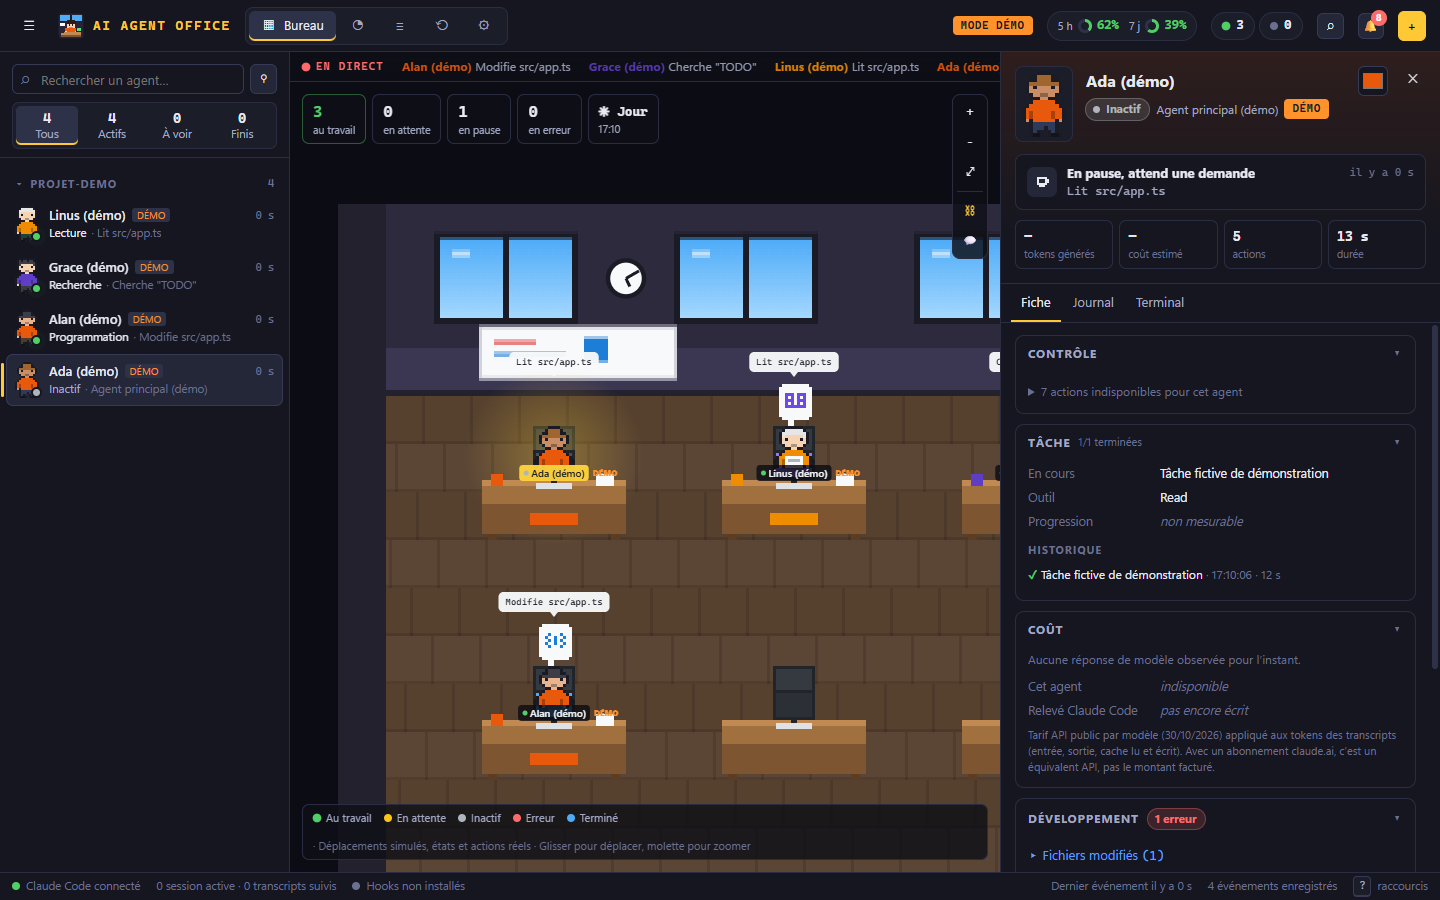 AI AGENT OFFICE
Bureau
MODE DÉMO
5 h 62% 7 j 39%
3
0
8
+
Rechercher un agent...
4 Tous
4 Actifs
0 À voir
0 Finis
PROJET-DEMO 4
Linus (démo) DÉMO 0 s
Lecture · Lit src/app.ts
Grace (démo) DÉMO 0 s
Recherche · Cherche "TODO"
Alan (démo) DÉMO 0 s
Programmation · Modifie src/app.ts
Ada (démo) DÉMO 0 s
Inactif · Agent principal (démo)
EN DIRECT Alan (démo) Modifie src/app.ts Grace (démo) Cherche "TODO" Linus (démo) Lit src/app.ts Ada (démo)
3 au travail
0 en attente
1 en pause
0 en erreur
Jour
17:10
+
-
Lit src/app.ts
Lit src/app.ts
Ada (démo) DÉMO
Linus (démo) DÉMO
Modifie src/app.ts
Alan (démo) DÉMO
Au travail En attente Inactif Erreur Terminé
· Déplacements simulés, états et actions réels · Glisser pour déplacer, molette pour zoomer
Ada (démo)
Inactif Agent principal (démo) DÉMO
En pause, attend une demande il y a 0 s
Lit src/app.ts
– tokens générés
– coût estimé
5 actions
13 s durée
Fiche Journal Terminal
CONTRÔLE
7 actions indisponibles pour cet agent
TÂCHE 1/1 terminées
En cours Tâche fictive de démonstration
Outil Read
Progression non mesurable
HISTORIQUE
✓ Tâche fictive de démonstration · 17:10:06 · 12 s
COÛT
Aucune réponse de modèle observée pour l'instant.
Cet agent indisponible
Relevé Claude Code pas encore écrit
Tarif API public par modèle (30/10/2026) appliqué aux tokens des transcripts
(entrée, sortie, cache lu et écrit). Avec un abonnement claude.ai, c'est un
équivalent API, pas le montant facturé.
DÉVELOPPEMENT 1 erreur
Fichiers modifiés (1)
Claude Code connecté 0 session active · 0 transcripts suivis Hooks non installés
Dernier événement il y a 0 s 4 événements enregistrés ? raccourcis